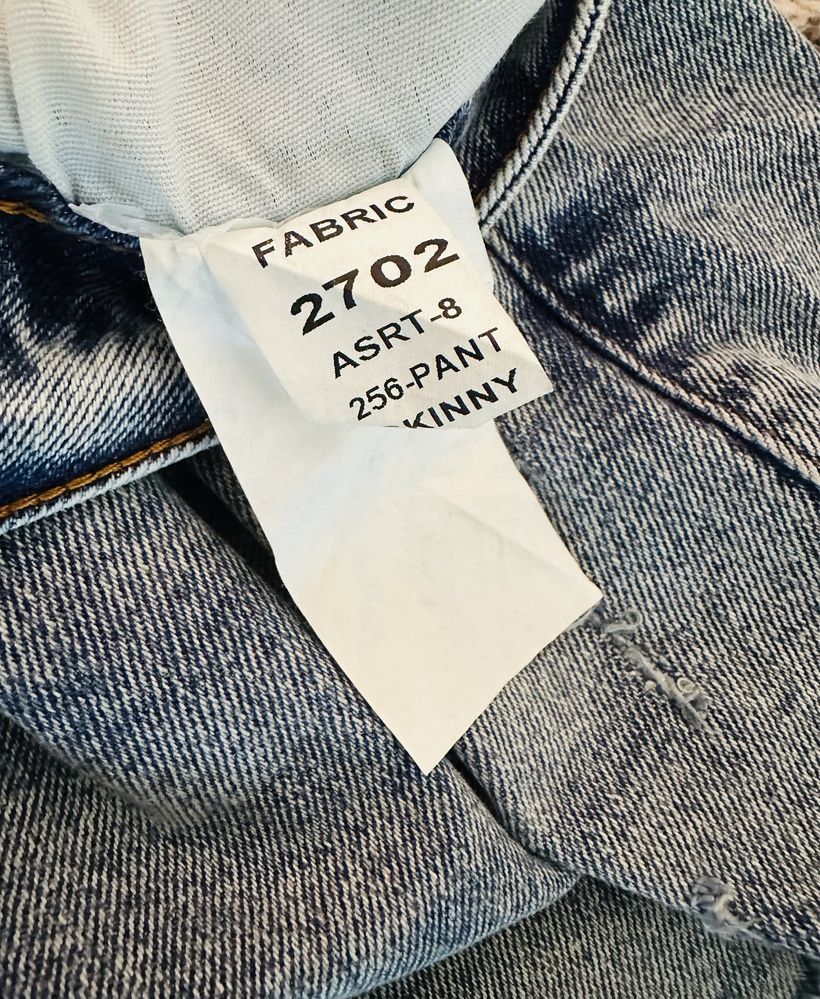 FABRIC
2702
ASRT-8
256-PANT
KINNY